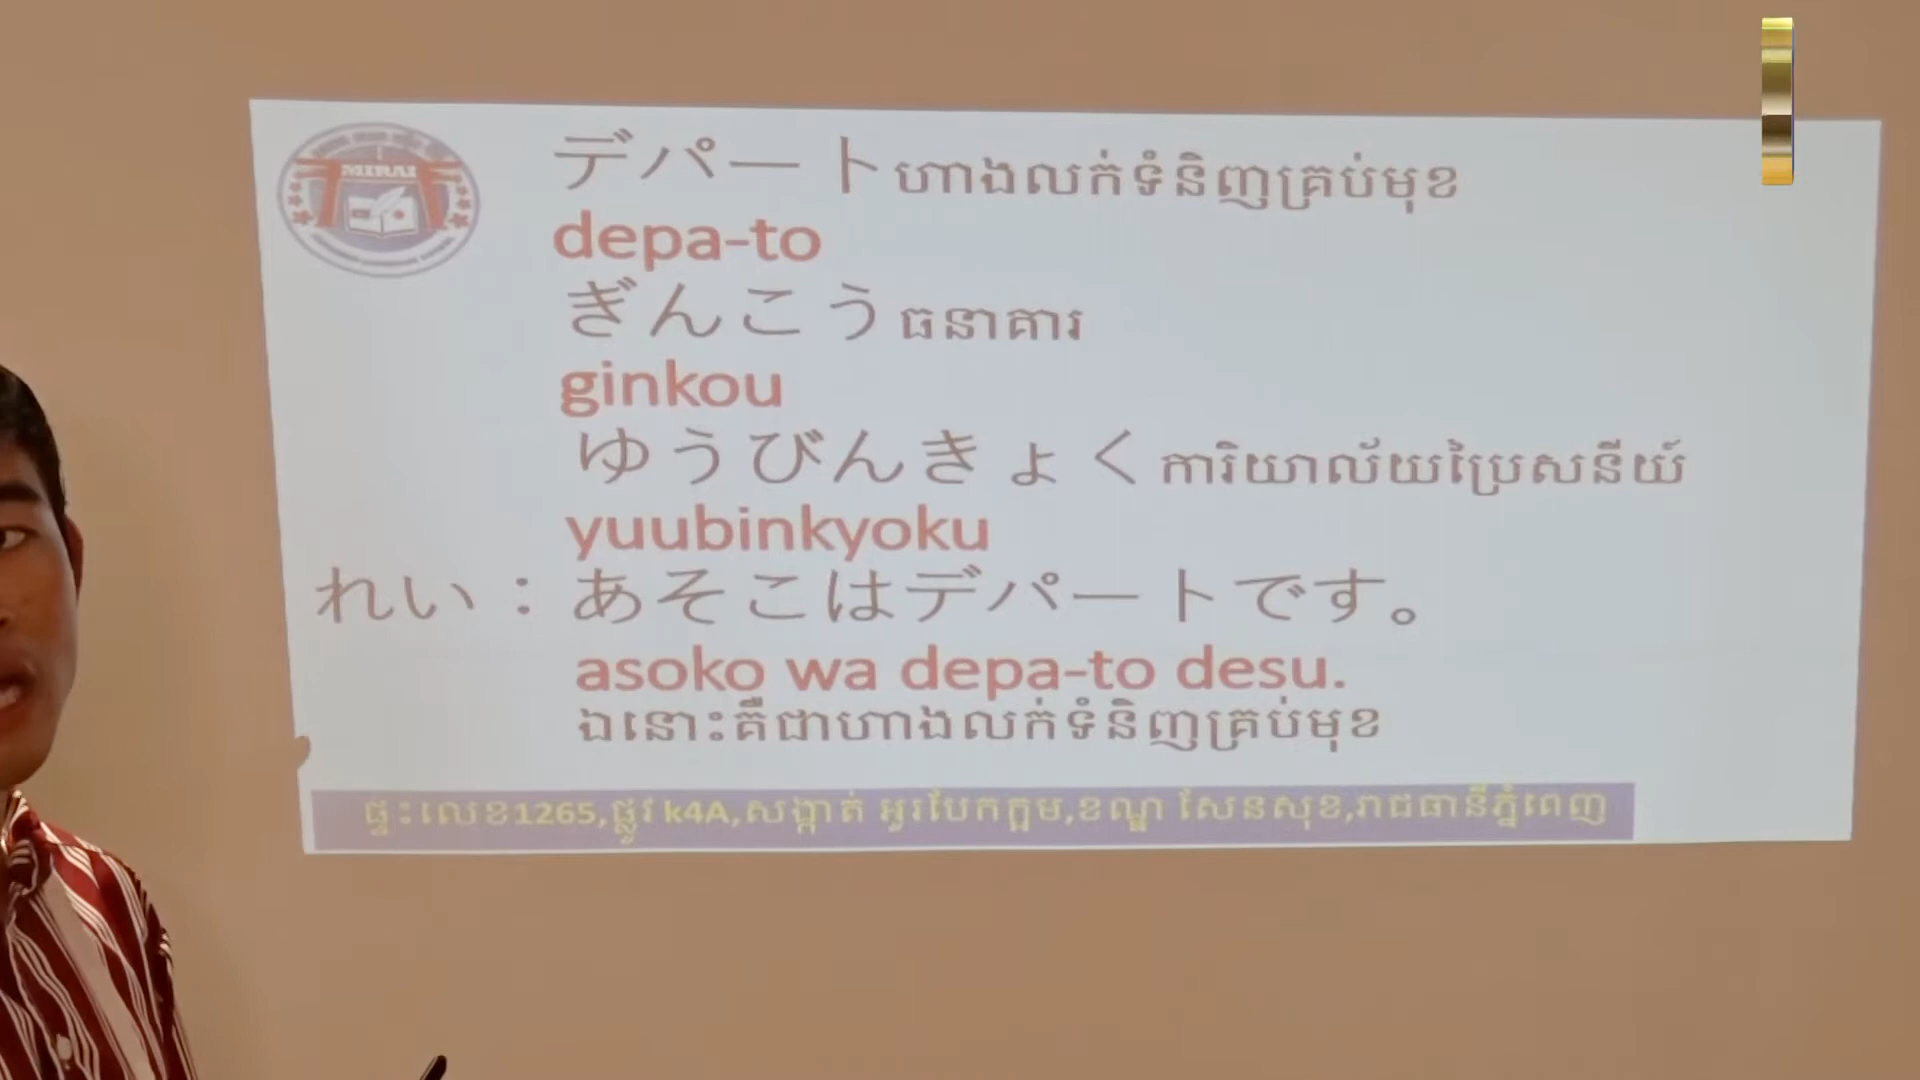 MIRAI
デパートហាងលក់ទំនិញគ្រប់មុខ
depa-to
ぎんこう ធនាគារ
ginkou
ゆうびんきょく ការិយាល័យប្រៃសនីយ៍
yuubinkyoku
れい：あそこはデパートです。
asoko wa depa-to desu.
ឯនោះគឺជាហាងលក់ទំនិញគ្រប់មុខ
ផ្ទះលេខ1265,ផ្លូវ k4A,សង្កាត់ អូរបែកក្អម,ខណ្ឌ សែនសុខ,រាជធានីភ្នំពេញ